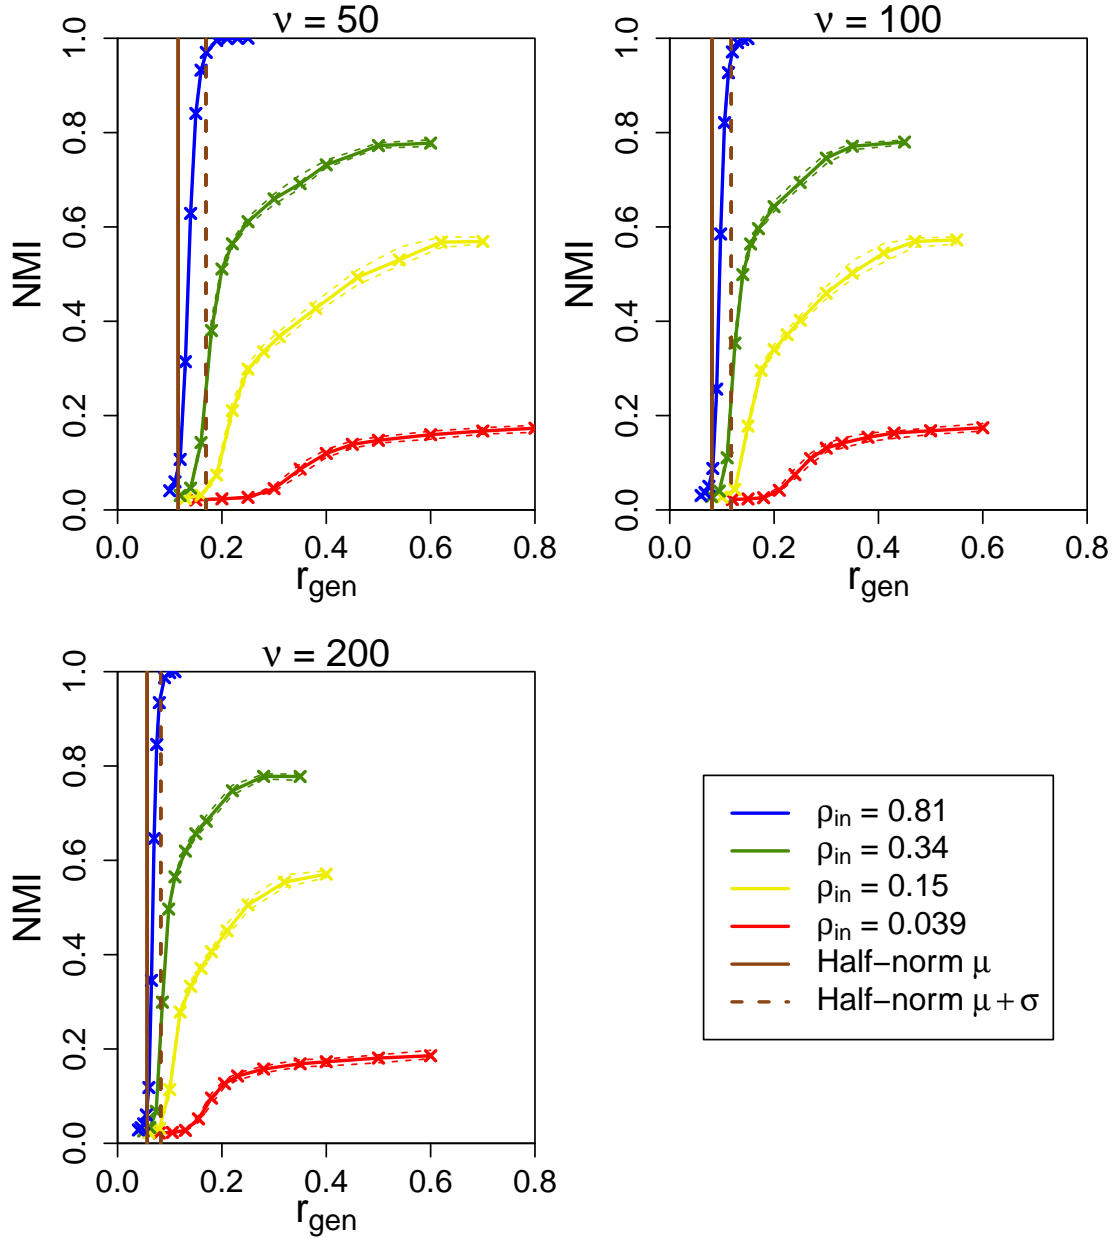 ν = 50
NMI
0.0 0.2 0.4 0.6 0.8 1.0
0.0 0.2 0.4 0.6 0.8
r_gen
ν = 100
NMI
0.0 0.2 0.4 0.6 0.8 1.0
0.0 0.2 0.4 0.6 0.8
r_gen
ν = 200
NMI
0.0 0.2 0.4 0.6 0.8 1.0
0.0 0.2 0.4 0.6 0.8
r_gen
ρ_in = 0.81
ρ_in = 0.34
ρ_in = 0.15
ρ_in = 0.039
Half−norm μ
Half−norm μ + σ